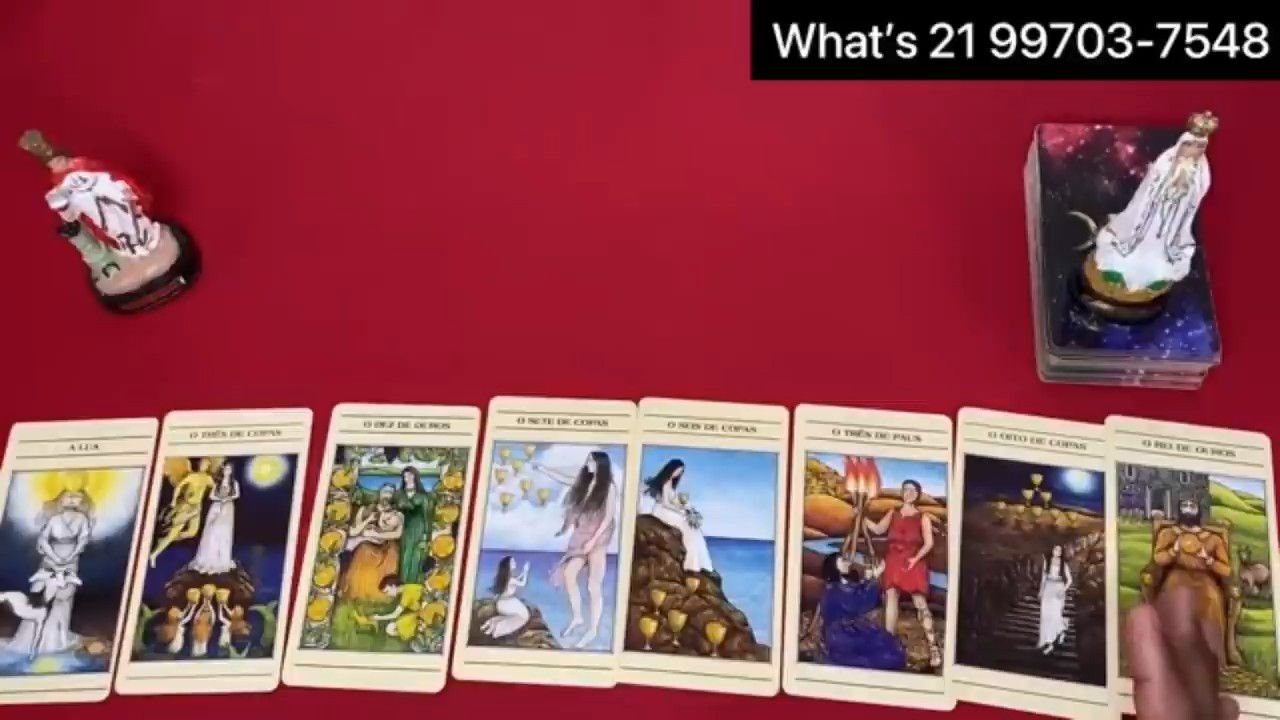 What's 21 99703-7548
A LUA
O TRÊS DE COPAS
O DEZ DE OUROS
O SETE DE COPAS
O SEIS DE COPAS
O TRÊS DE PAUS
O OITO DE COPAS
O REI DE OUROS